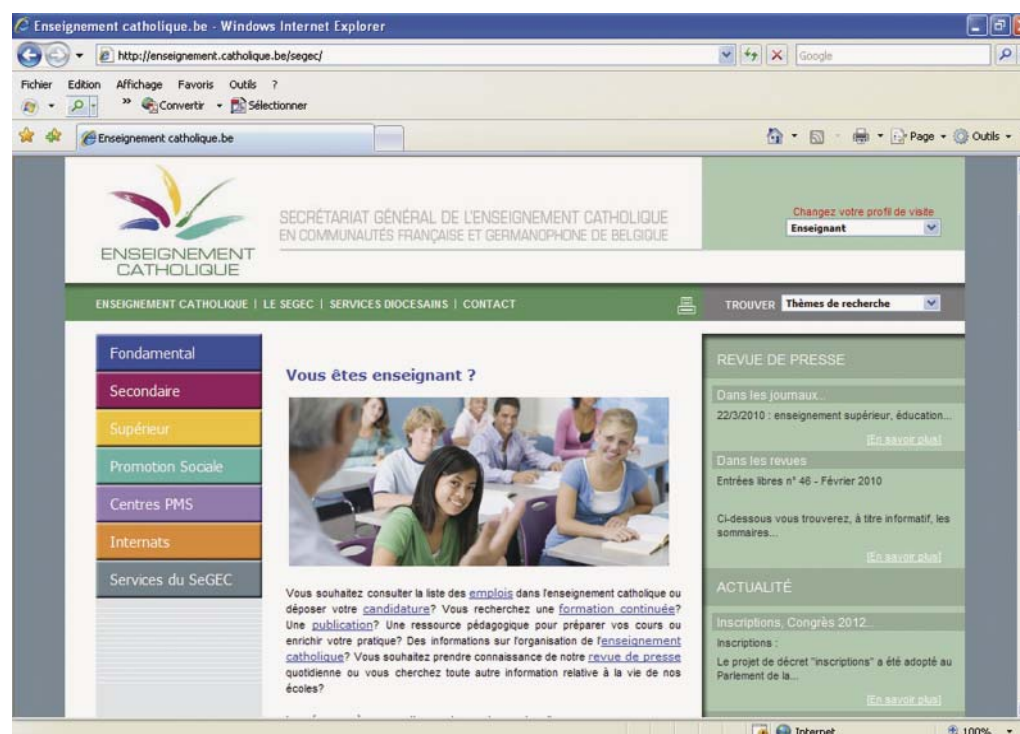 Enseignement catholique.be - Windows Internet Explorer
http://enseignement.catholique.be/segec/
Google
Fichier Edition Affichage Favoris Outils ?
» Convertir Sélectionner
Enseignement catholique.be
Page Outils
ENSEIGNEMENT
CATHOLIQUE
SECRÉTARIAT GÉNÉRAL DE L'ENSEIGNEMENT CATHOLIQUE
EN COMMUNAUTÉS FRANÇAISE ET GERMANOPHONE DE BELGIQUE
Changez votre profil de visite
Enseignant
ENSEIGNEMENT CATHOLIQUE | LE SEGEC | SERVICES DIOCESAINS | CONTACT
TROUVER Thèmes de recherche
Fondamental
Secondaire
Supérieur
Promotion Sociale
Centres PMS
Internats
Services du SeGEC
Vous êtes enseignant ?
Vous souhaitez consulter la liste des emplois dans l'enseignement catholique ou
déposer votre candidature? Vous recherchez une formation continuée?
Une publication? Une ressource pédagogique pour préparer vos cours ou
enrichir votre pratique? Des informations sur l'organisation de l'enseignement
catholique? Vous souhaitez prendre connaissance de notre revue de presse
quotidienne ou vous cherchez toute autre information relative à la vie de nos
écoles?
REVUE DE PRESSE
Dans les journaux...
22/3/2010 : enseignement supérieur, éducation...
[En savoir plus]
Dans les revues
Entrées libres n° 46 - Février 2010
Ci-dessous vous trouverez, à titre informatif, les
sommaires...
[En savoir plus]
ACTUALITÉ
Inscriptions, Congrès 2012...
Inscriptions :
Le projet de décret "inscriptions" a été adopté au
Parlement de la...
[En savoir plus]
Internet
100%